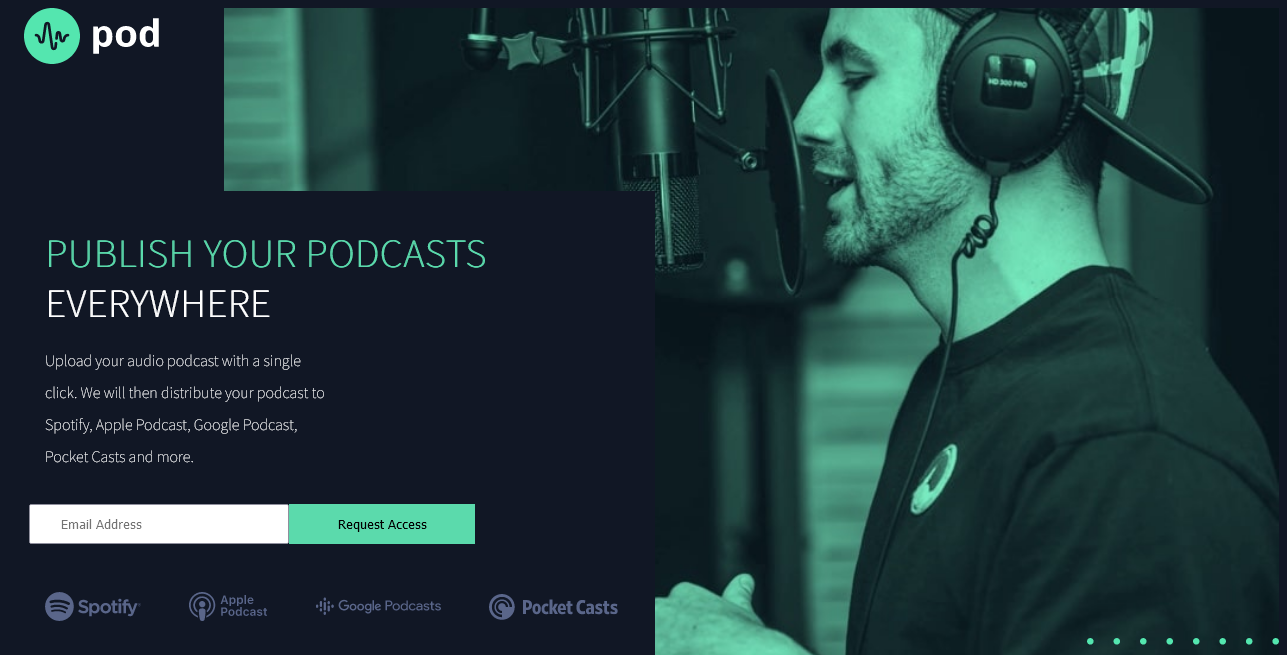 pod
HD 300 PRO
PUBLISH YOUR PODCASTS
EVERYWHERE
Upload your audio podcast with a single
click. We will then distribute your podcast to
Spotify, Apple Podcast, Google Podcast,
Pocket Casts and more.
Email Address
Request Access
Spotify
Apple
Podcast
Google Podcasts
Pocket Casts